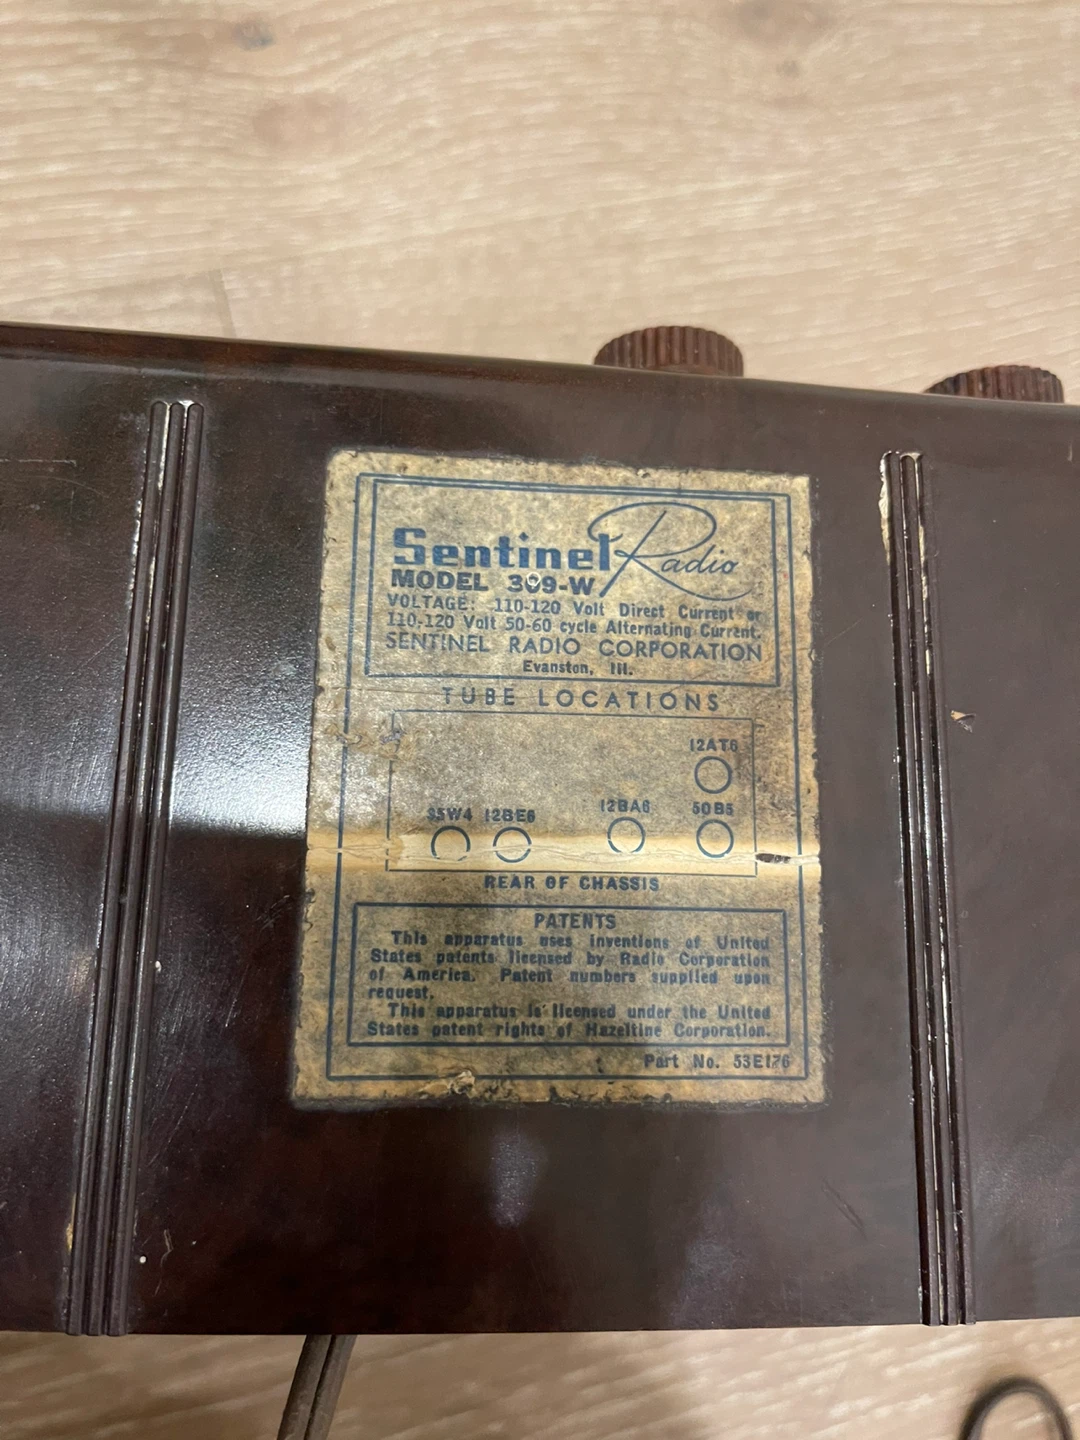 Sentinel Radio
MODEL 309-W
VOLTAGE: 110-120 Volt Direct Current or
110-120 Volt 50-60 cycle Alternating Current.
SENTINEL RADIO CORPORATION
Evanston, Ill.
TUBE LOCATIONS
12AT6
35W4 12BE6 12BA6 50B5
REAR OF CHASSIS
PATENTS
This apparatus uses inventions of United
States patents licensed by Radio Corporation
of America. Patent numbers supplied upon
request.
This apparatus is licensed under the United
States patent rights of Hazeltine Corporation.
Part No. 53E176